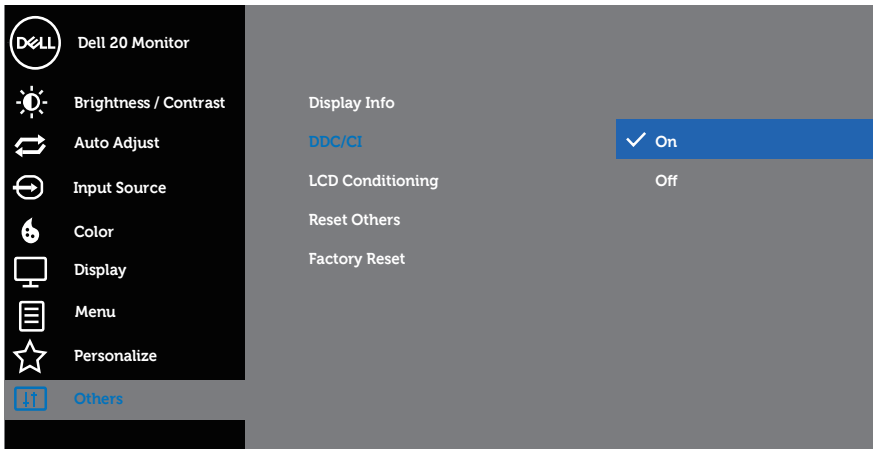 DELL
Dell 20 Monitor
Brightness / Contrast
Auto Adjust
Input Source
Color
Display
Menu
Personalize
Others
Display Info
DDC/CI
LCD Conditioning
Reset Others
Factory Reset
On
Off